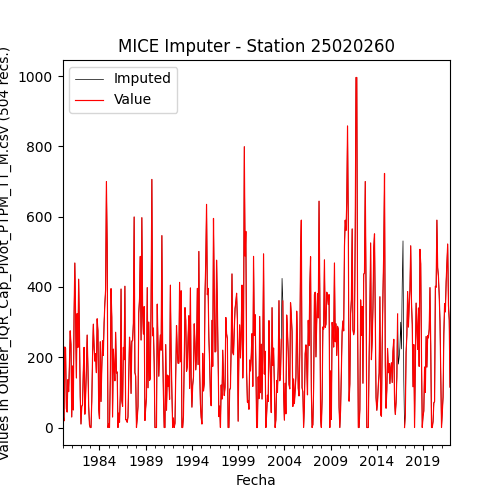 MICE Imputer - Station 25020260
Imputed
Value
1000
800
600
400
200
0
1984
1989
1994
1999
2004
2009
2014
2019
Fecha
Values in Outlier_IQR_Cap_Pivot_PTPM_TT_M.csv (504 recs.)